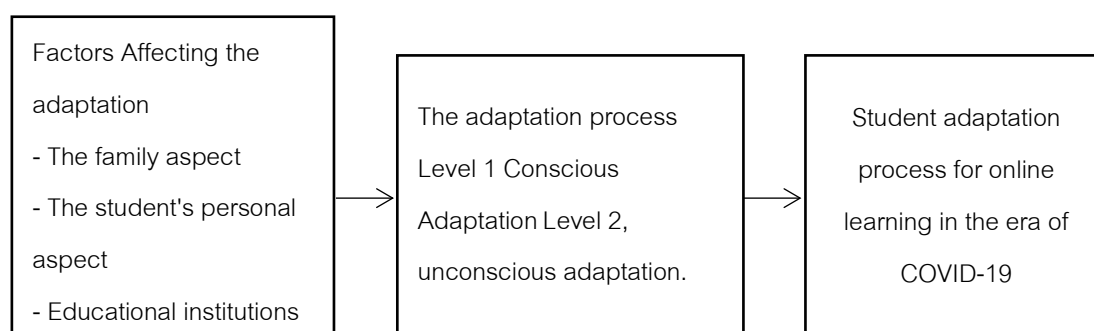 Factors Affecting the
adaptation
- The family aspect
- The student's personal
aspect
- Educational institutions
The adaptation process
Level 1 Conscious
Adaptation Level 2,
unconscious adaptation.
Student adaptation
process for online
learning in the era of
COVID-19